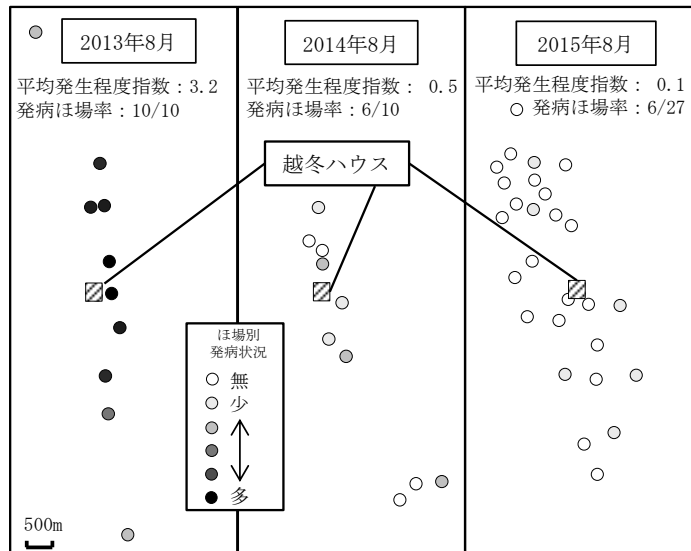 2013年8月
平均発生程度指数：3.2
発病ほ場率：10/10
2014年8月
平均発生程度指数： 0.5
発病ほ場率：6/10
2015年8月
平均発生程度指数： 0.1
発病ほ場率：6/27
越冬ハウス
ほ場別
発病状況
無
少
多
500m